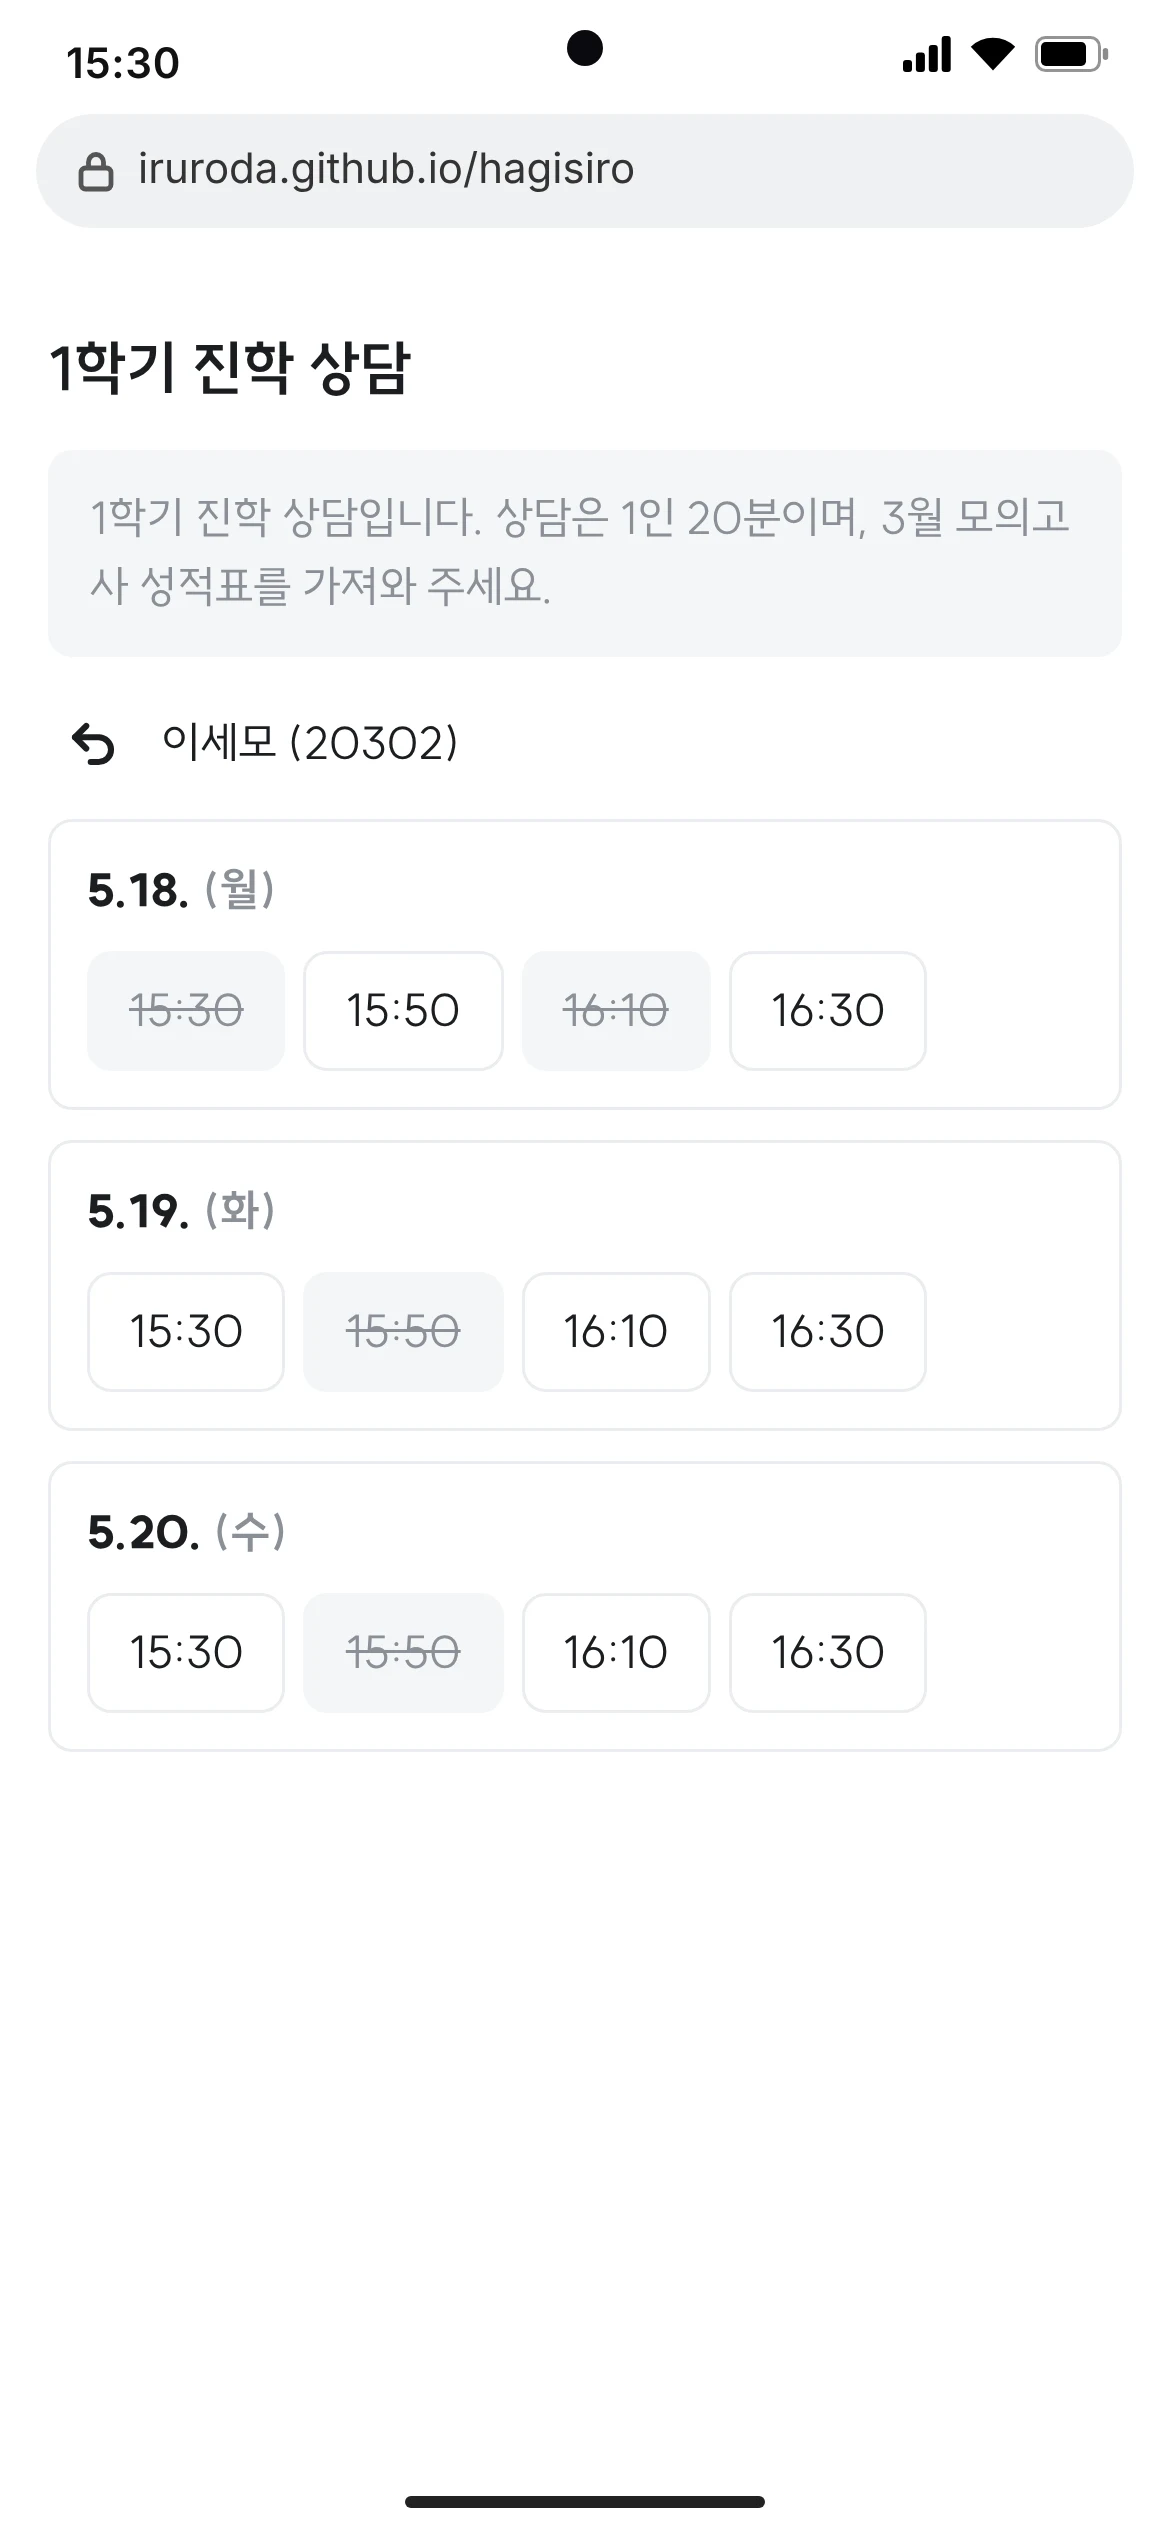 15:30
iruroda.github.io/hagisiro
1학기 진학 상담
1학기 진학 상담입니다. 상담은 1인 20분이며, 3월 모의고
사 성적표를 가져와 주세요.
이세모 (20302)
5.18. (월)
15:30 15:50 16:10 16:30
5.19. (화)
15:30 15:50 16:10 16:30
5.20. (수)
15:30 15:50 16:10 16:30